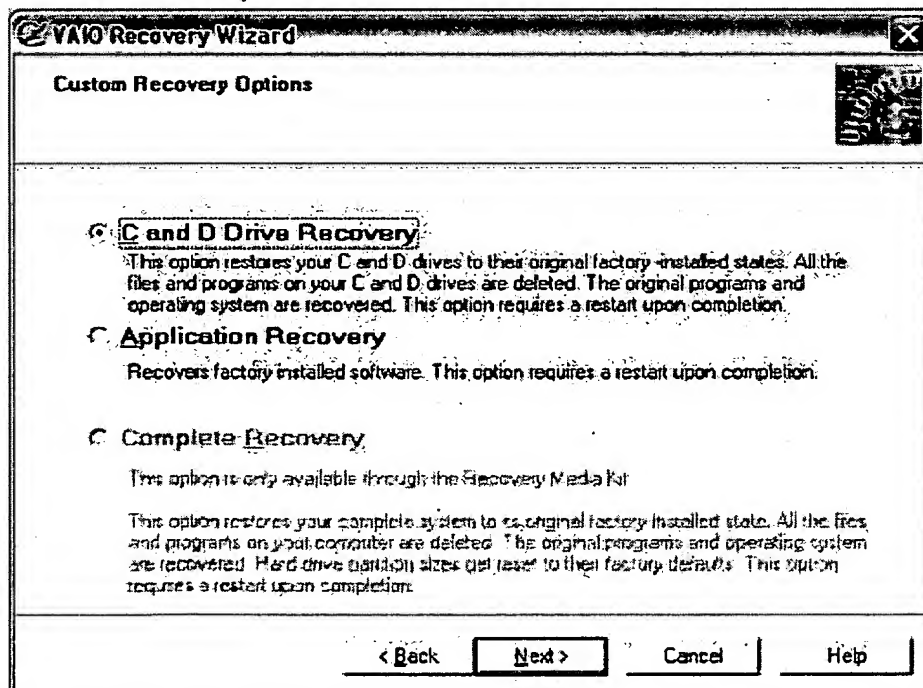 VAIO Recovery Wizard
Custom Recovery Options
C and D Drive Recovery
This option restores your C and D drives to their original factory-installed states. All the
files and programs on your C and D drives are deleted. The original programs and
operating system are recovered. This option requires a restart upon completion.
Application Recovery
Recovers factory installed software. This option requires a restart upon completion.
Complete Recovery
This option is only available through the Recovery Media Kit
This option restores your complete system to its original factory installed state. All the files
and programs on your computer are deleted. The original programs and operating system
are recovered. Hard drive partition sizes get reset to their factory defaults. This option
requires a restart upon completion.
< Back Next > Cancel Help